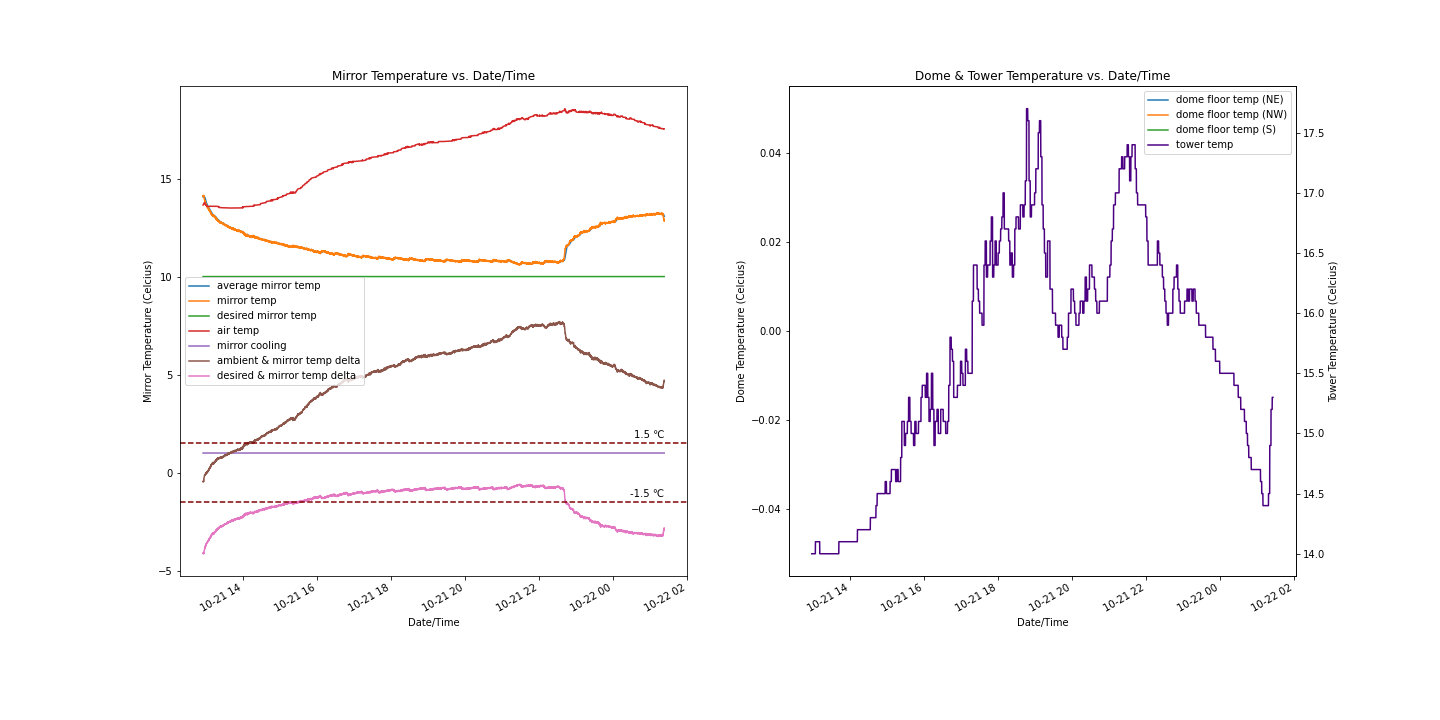 Mirror Temperature vs. Date/Time
Mirror Temperature (Celcius)
15
10
5
0
−5
average mirror temp
mirror temp
desired mirror temp
air temp
mirror cooling
ambient & mirror temp delta
desired & mirror temp delta
1.5 °C
-1.5 °C
10-21 14
10-21 16
10-21 18
10-21 20
10-21 22
10-22 00
10-22 02
Date/Time
Dome & Tower Temperature vs. Date/Time
Dome Temperature (Celcius)
0.04
0.02
0.00
−0.02
−0.04
dome floor temp (NE)
dome floor temp (NW)
dome floor temp (S)
tower temp
17.5
17.0
16.5
16.0
15.5
15.0
14.5
14.0
Tower Temperature (Celcius)
10-21 14
10-21 16
10-21 18
10-21 20
10-21 22
10-22 00
10-22 02
Date/Time